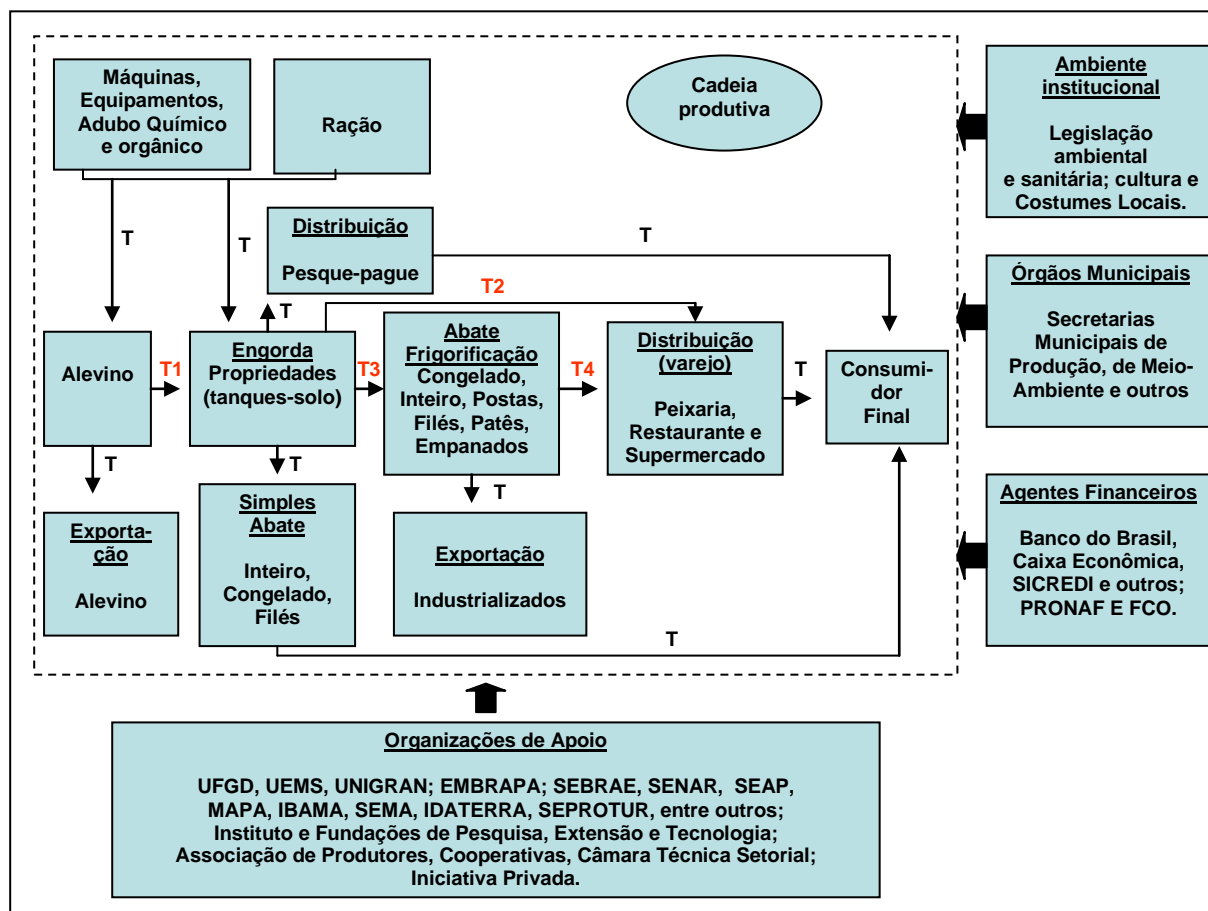 Máquinas,
Equipamentos,
Adubo Químico
e orgânico
Ração
Cadeia
produtiva
Ambiente
institucional
Legislação
ambiental
e sanitária; cultura e
Costumes Locais.
T
T
Distribuição
Pesque-pague
T
T
T2
Órgãos Municipais
Secretarias
Municipais de
Produção, de Meio-
Ambiente e outros
Alevino
T1
Engorda
Propriedades
(tanques-solo)
T3
Abate
Frigorificação
Congelado,
Inteiro, Postas,
Filés, Patês,
Empanados
T4
Distribuição
(varejo)
Peixaria,
Restaurante e
Supermercado
T
Consumi-
dor
Final
T
T
T
Exporta-
ção
Alevino
Simples
Abate
Inteiro,
Congelado,
Filés
Exportação
Industrializados
T
Agentes Financeiros
Banco do Brasil,
Caixa Econômica,
SICREDI e outros;
PRONAF E FCO.
Organizações de Apoio
UFGD, UEMS, UNIGRAN; EMBRAPA; SEBRAE, SENAR, SEAP,
MAPA, IBAMA, SEMA, IDATERRA, SEPROTUR, entre outros;
Instituto e Fundações de Pesquisa, Extensão e Tecnologia;
Associação de Produtores, Cooperativas, Câmara Técnica Setorial;
Iniciativa Privada.